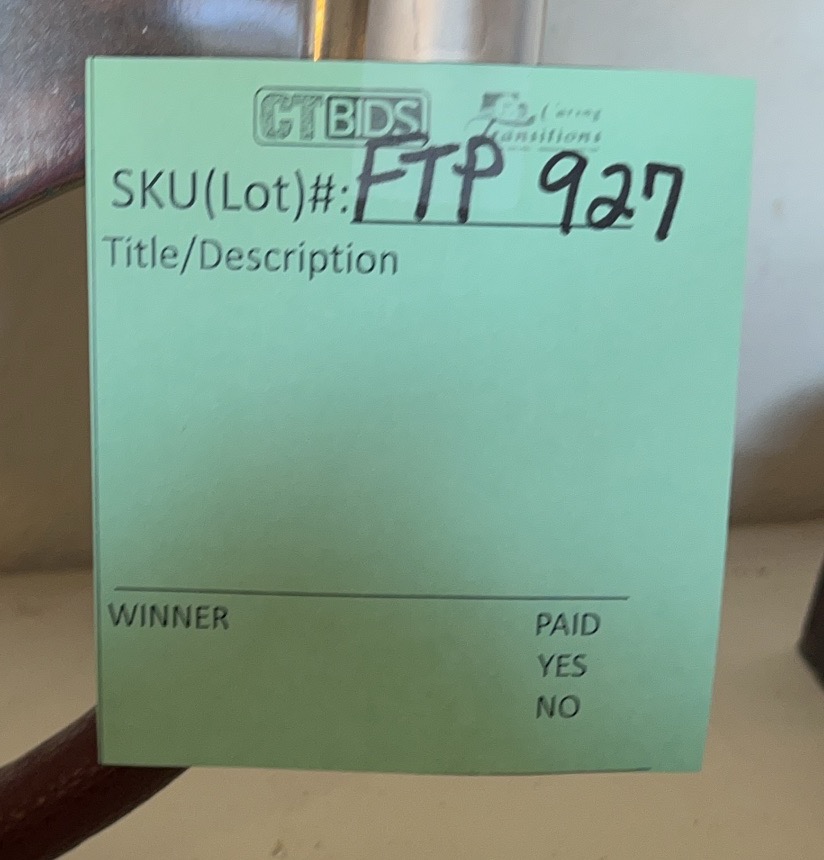 CTBIDS Caring Transitions
SKU(Lot)#: FTP 927
Title/Description
WINNER PAID
YES
NO